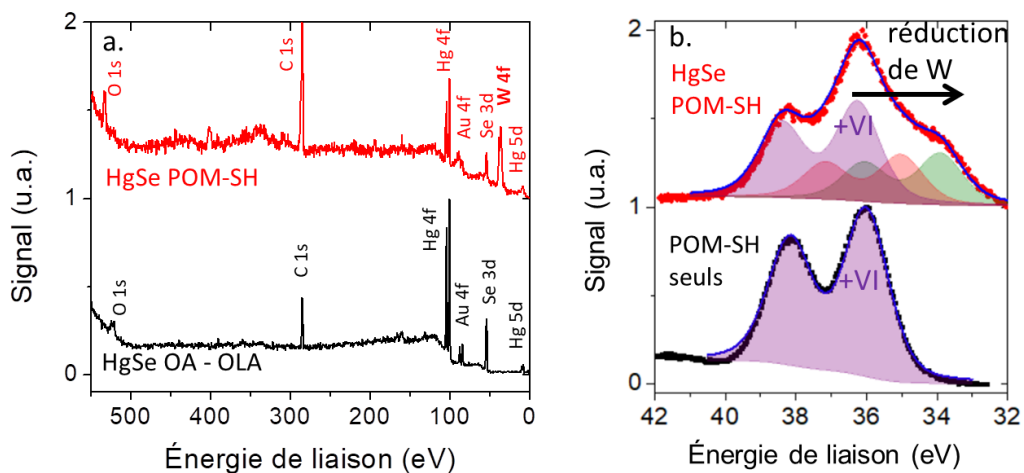 a.
2
1
0
Signal (u.a.)
O 1s
C 1s
Hg 4f
Au 4f
Se 3d
W 4f
Hg 5d
HgSe POM-SH
O 1s
C 1s
Hg 4f
Au 4f
Se 3d
Hg 5d
HgSe OA - OLA
500
400
300
200
100
0
Énergie de liaison (eV)
b.
2
1
0
Signal (u.a.)
HgSe
POM-SH
réduction
de W
+VI
POM-SH
seuls
+VI
42
40
38
36
34
32
Énergie de liaison (eV)